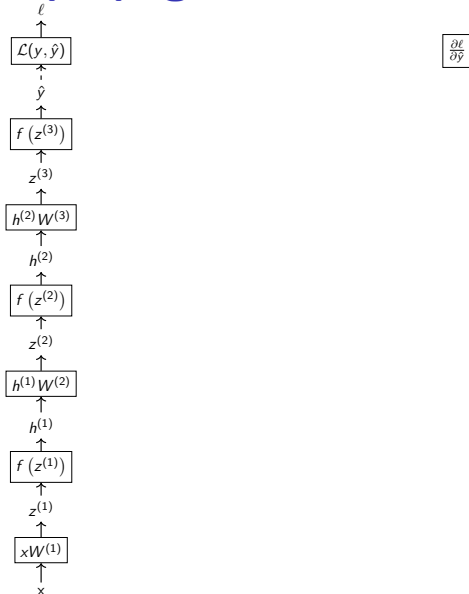 ℓ
ℒ(y, ŷ)
∂ℓ/∂ŷ
ŷ
f (z⁽³⁾)
z⁽³⁾
h⁽²⁾W⁽³⁾
h⁽²⁾
f (z⁽²⁾)
z⁽²⁾
h⁽¹⁾W⁽²⁾
h⁽¹⁾
f (z⁽¹⁾)
z⁽¹⁾
xW⁽¹⁾
x